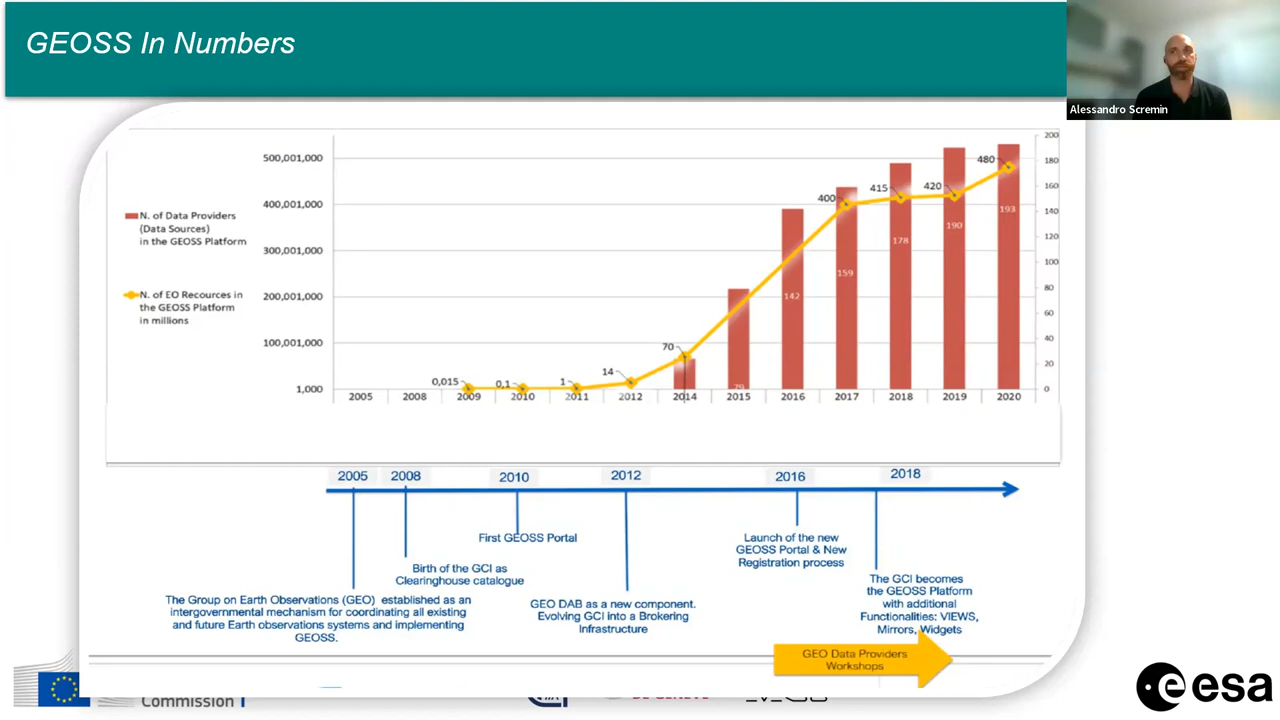 GEOSS In Numbers
Alessandro Scremin
N. of Data Providers
(Data Sources)
in the GEOSS Platform
N. of EO Recources in
the GEOSS Platform
in millions
500,001,000
400,001,000
300,001,000
200,001,000
100,001,000
1,000
200
180
160
140
120
100
80
60
40
20
0
0,015
0,1
1
14
70
400
415
420
480
79
142
159
178
190
193
2005 2008 2009 2010 2011 2012 2014 2015 2016 2017 2018 2019 2020
2005 2008 2010 2012 2016 2018
First GEOSS Portal
Birth of the GCI as
Clearinghouse catalogue
The Group on Earth Observations (GEO) established as an
intergovernmental mechanism for coordinating all existing
and future Earth observations systems and implementing
GEOSS.
GEO DAB as a new component.
Evolving GCI into a Brokering
Infrastructure
Launch of the new
GEOSS Portal & New
Registration process
The GCI becomes
the GEOSS Platform
with additional
Functionalities: VIEWS,
Mirrors, Widgets
GEO Data Providers
Workshops
Commission
esa